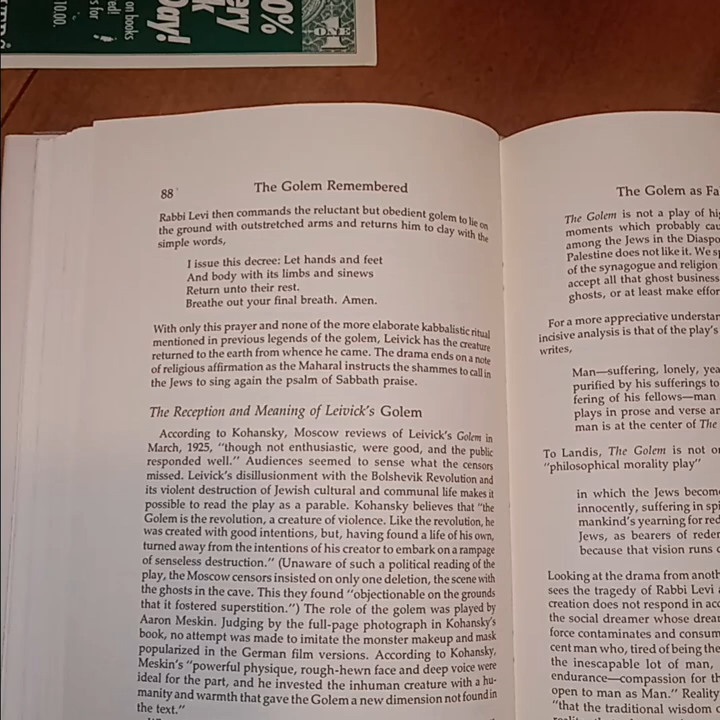 0%
ery
k
Day!
on books
ed!
s for
10.00.
ONE
88
The Golem Remembered
Rabbi Levi then commands the reluctant but obedient golem to lie on
the ground with outstretched arms and returns him to clay with the
simple words,
I issue this decree: Let hands and feet
And body with its limbs and sinews
Return unto their rest.
Breathe out your final breath. Amen.
With only this prayer and none of the more elaborate kabbalistic ritual
mentioned in previous legends of the golem, Leivick has the creature
returned to the earth from whence he came. The drama ends on a note
of religious affirmation as the Maharal instructs the shammes to call in
the Jews to sing again the psalm of Sabbath praise.
The Reception and Meaning of Leivick's Golem
According to Kohansky, Moscow reviews of Leivick's Golem in
March, 1925, "though not enthusiastic, were good, and the public
responded well." Audiences seemed to sense what the censors
missed. Leivick's disillusionment with the Bolshevik Revolution and
its violent destruction of Jewish cultural and communal life makes it
possible to read the play as a parable. Kohansky believes that "the
Golem is the revolution, a creature of violence. Like the revolution, he
was created with good intentions, but, having found a life of his own,
turned away from the intentions of his creator to embark on a rampage
of senseless destruction." (Unaware of such a political reading of the
play, the Moscow censors insisted on only one deletion, the scene with
the ghosts in the cave. This they found "objectionable on the grounds
that it fostered superstition.") The role of the golem was played by
Aaron Meskin. Judging by the full-page photograph in Kohansky's
book, no attempt was made to imitate the monster makeup and mask
popularized in the German film versions. According to Kohansky,
Meskin's "powerful physique, rough-hewn face and deep voice were
ideal for the part, and he invested the inhuman creature with a hu-
manity and warmth that gave the Golem a new dimension not found in
the text."
The Golem as Fa
The Golem is not a play of hig
moments which probably cau
among the Jews in the Diaspo
Palestine does not like it. We sp
of the synagogue and religion
accept all that ghost business
ghosts, or at least make effor
For a more appreciative understan
incisive analysis is that of the play's
writes,
Man—suffering, lonely, yea
purified by his sufferings to
fering of his fellows—man
plays in prose and verse an
man is at the center of The
To Landis, The Golem is not o
"philosophical morality play"
in which the Jews becom
innocently, suffering in spi
mankind's yearning for red
Jews, as bearers of reden
because that vision runs c
Looking at the drama from anoth
sees the tragedy of Rabbi Levi
creation does not respond in acc
the social dreamer whose drea
force contaminates and consum
cent man who, tired of being the
the inescapable lot of man,
endurance—compassion for th
open to man as Man." Reality
"that the traditional wisdom o